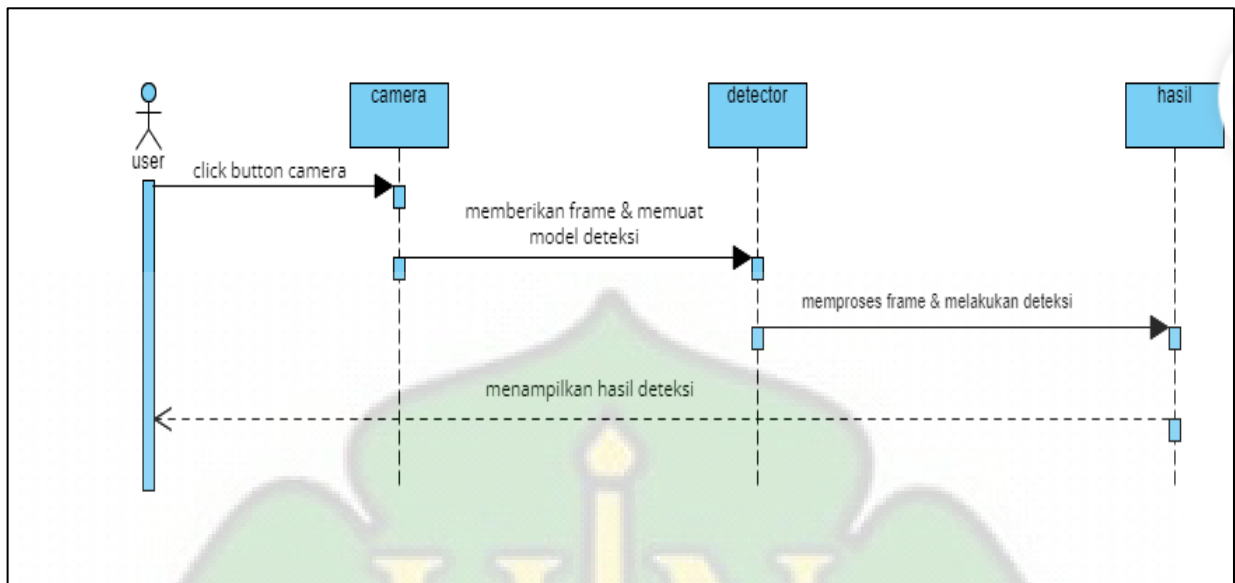 camera
detector
hasil
user
click button camera
memberikan frame & memuat
model deteksi
memproses frame & melakukan deteksi
menampilkan hasil deteksi